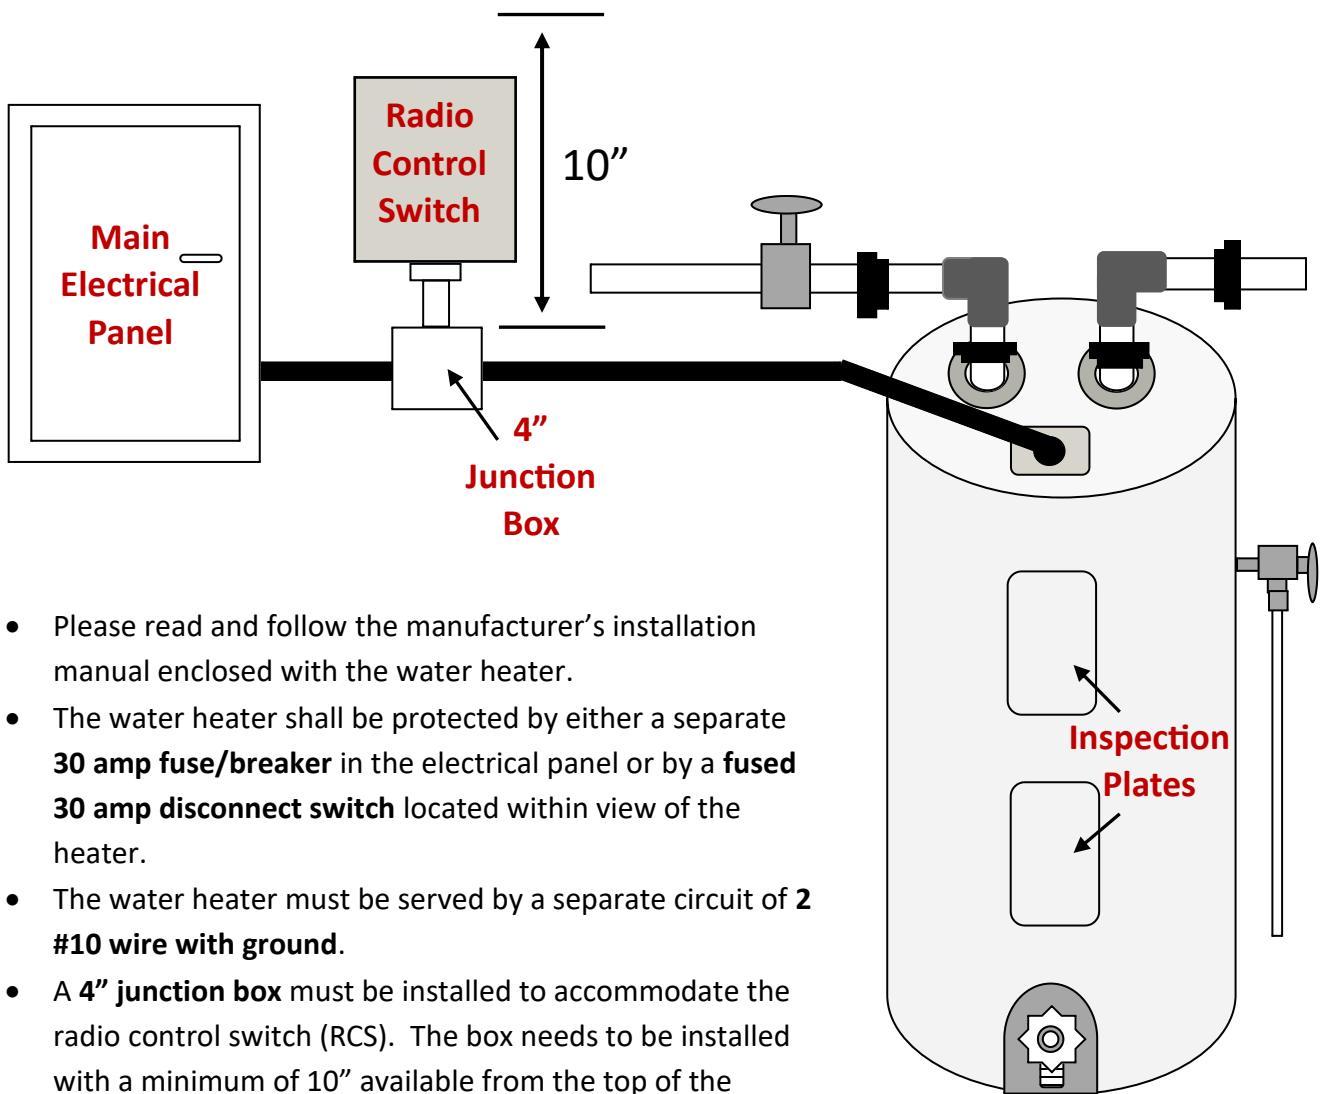 Radio
Control
Switch
10”
Main
Electrical
Panel
4”
Junction
Box
Inspection
Plates
• Please read and follow the manufacturer’s installation
manual enclosed with the water heater.
• The water heater shall be protected by either a separate
30 amp fuse/breaker in the electrical panel or by a fused
30 amp disconnect switch located within view of the
heater.
• The water heater must be served by a separate circuit of 2
#10 wire with ground.
• A 4” junction box must be installed to accommodate the
radio control switch (RCS).  The box needs to be installed
with a minimum of 10” available from the top of the